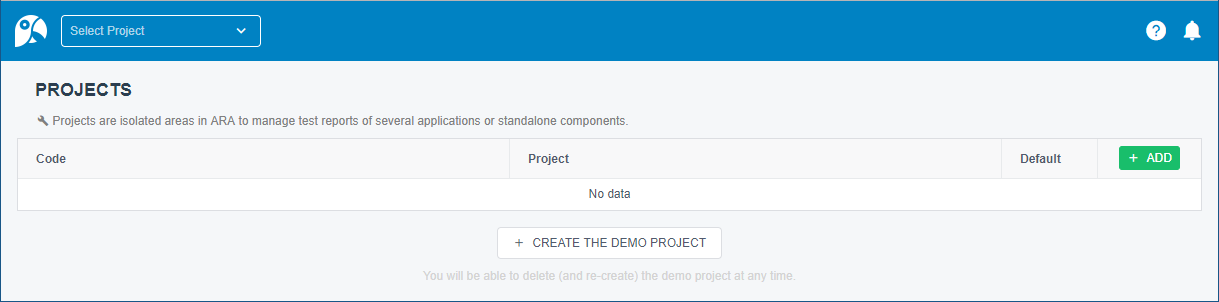 Select Project
?
PROJECTS
Projects are isolated areas in ARA to manage test reports of several applications or standalone components.
Code Project Default + ADD
No data
+ CREATE THE DEMO PROJECT
You will be able to delete (and re-create) the demo project at any time.